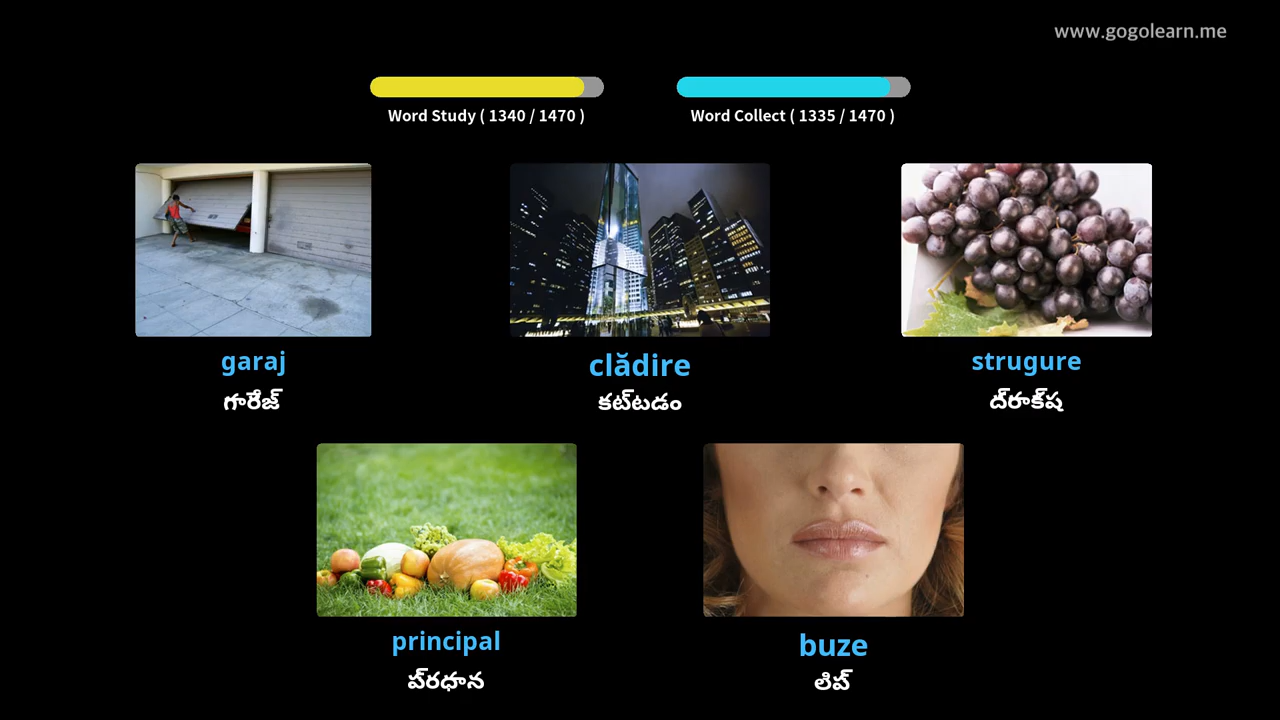 www.gogolearn.me
Word Study ( 1340 / 1470 )
Word Collect ( 1335 / 1470 )
garaj
గారేజ్
clădire
కట్టడం
strugure
ద్రాక్ష
principal
ప్రధాన
buze
లిప్